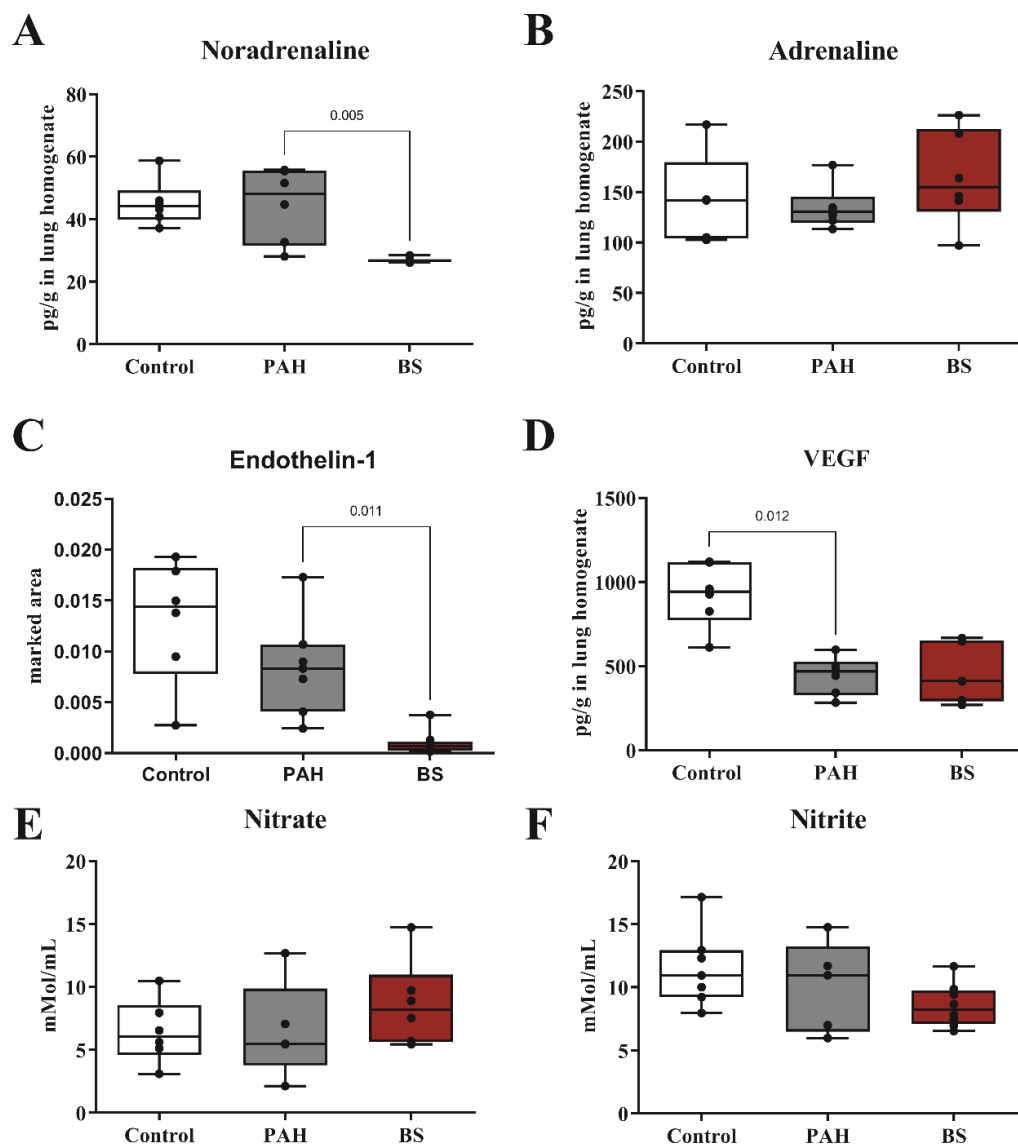 A
Noradrenaline
pg/g in lung homogenate
80
60
40
20
0
0.005
Control PAH BS
B
Adrenaline
pg/g in lung homogenate
250
200
150
100
50
0
Control PAH BS
C
Endothelin-1
marked area
0.025
0.020
0.015
0.010
0.005
0.000
0.011
Control PAH BS
D
VEGF
pg/g in lung homogenate
1500
1000
500
0
0.012
Control PAH BS
E
Nitrate
mMol/mL
20
15
10
5
0
Control PAH BS
F
Nitrite
mMol/mL
20
15
10
5
0
Control PAH BS